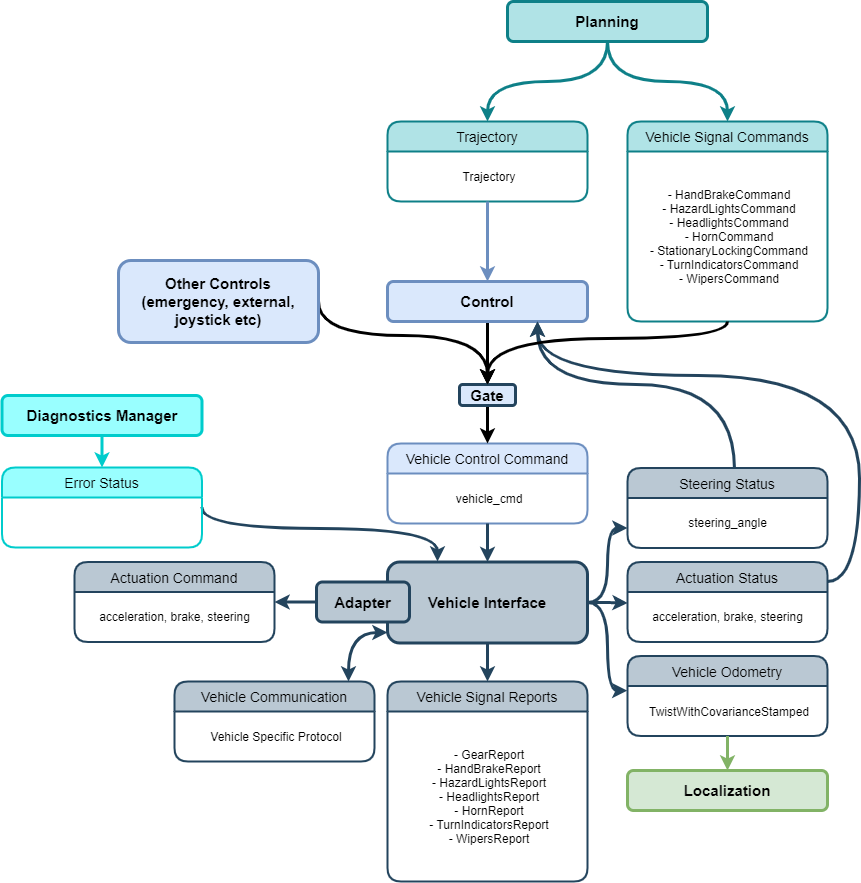 Planning
Trajectory
Trajectory
Vehicle Signal Commands
- HandBrakeCommand
- HazardLightsCommand
- HeadlightsCommand
- HornCommand
- StationaryLockingCommand
- TurnIndicatorsCommand
- WipersCommand
Other Controls
(emergency, external,
joystick etc)
Control
Gate
Diagnostics Manager
Error Status
Vehicle Control Command
vehicle_cmd
Steering Status
steering_angle
Actuation Command
acceleration, brake, steering
Adapter
Vehicle Interface
Actuation Status
acceleration, brake, steering
Vehicle Communication
Vehicle Specific Protocol
Vehicle Signal Reports
- GearReport
- HandBrakeReport
- HazardLightsReport
- HeadlightsReport
- HornReport
- TurnIndicatorsReport
- WipersReport
Vehicle Odometry
TwistWithCovarianceStamped
Localization